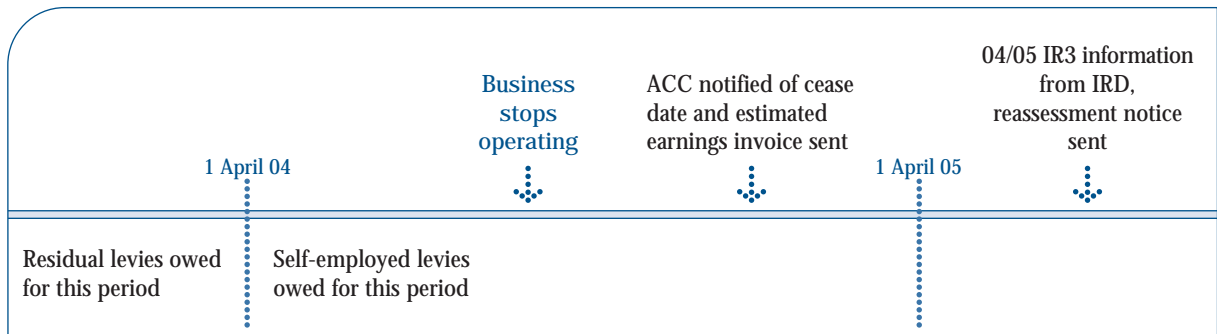 Business
stops
operating
ACC notified of cease
date and estimated
earnings invoice sent
04/05 IR3 information
from IRD,
reassessment notice
sent
1 April 04
1 April 05
Residual levies owed
for this period
Self-employed levies
owed for this period